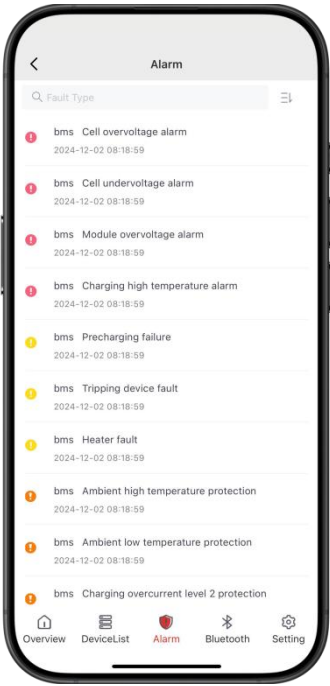 Alarm
Fault Type
bms Cell overvoltage alarm
2024-12-02 08:18:59
bms Cell undervoltage alarm
2024-12-02 08:18:59
bms Module overvoltage alarm
2024-12-02 08:18:59
bms Charging high temperature alarm
2024-12-02 08:18:59
bms Precharging failure
2024-12-02 08:18:59
bms Tripping device fault
2024-12-02 08:18:59
bms Heater fault
2024-12-02 08:18:59
bms Ambient high temperature protection
2024-12-02 08:18:59
bms Ambient low temperature protection
2024-12-02 08:18:59
bms Charging overcurrent level 2 protection
Overview DeviceList Alarm Bluetooth Setting